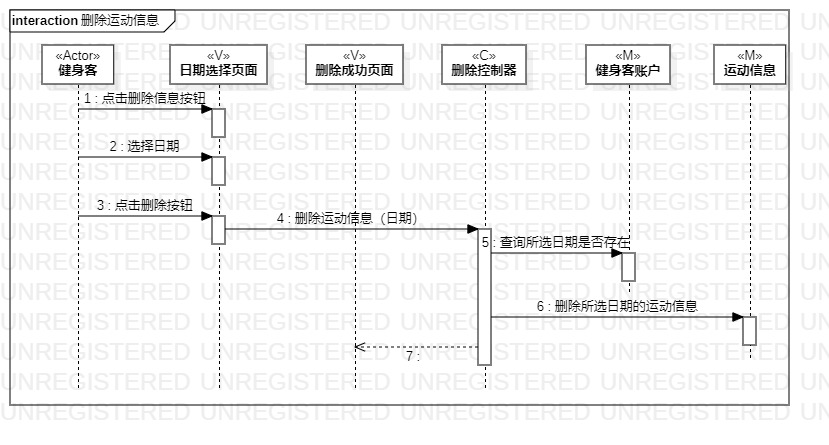 interaction 删除运动信息
«Actor»
健身客
«V»
日期选择页面
«V»
删除成功页面
«C»
删除控制器
«M»
健身客账户
«M»
运动信息
1 : 点击删除信息按钮
2 : 选择日期
3 : 点击删除按钮
4 : 删除运动信息（日期）
5 : 查询所选日期是否存在
6 : 删除所选日期的运动信息
7 :
UNREGISTERED UNREGISTERED UNREGISTERED UNREGISTERED